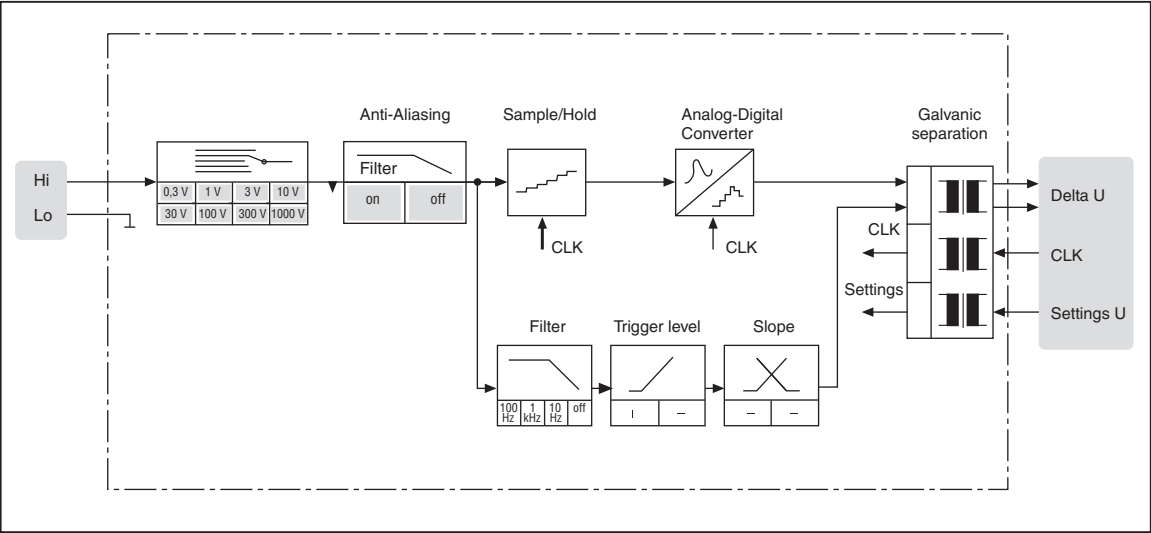 Anti-Aliasing
Sample/Hold
Analog-Digital
Converter
Galvanic
separation
Hi
Lo
0,3 V 1 V 3 V 10 V
30 V 100 V 300 V 1000 V
Filter
on off
CLK
CLK
CLK
Settings
Delta U
CLK
Settings U
Filter
Trigger level
Slope
100 Hz 1 kHz 10 Hz off
I –
– –